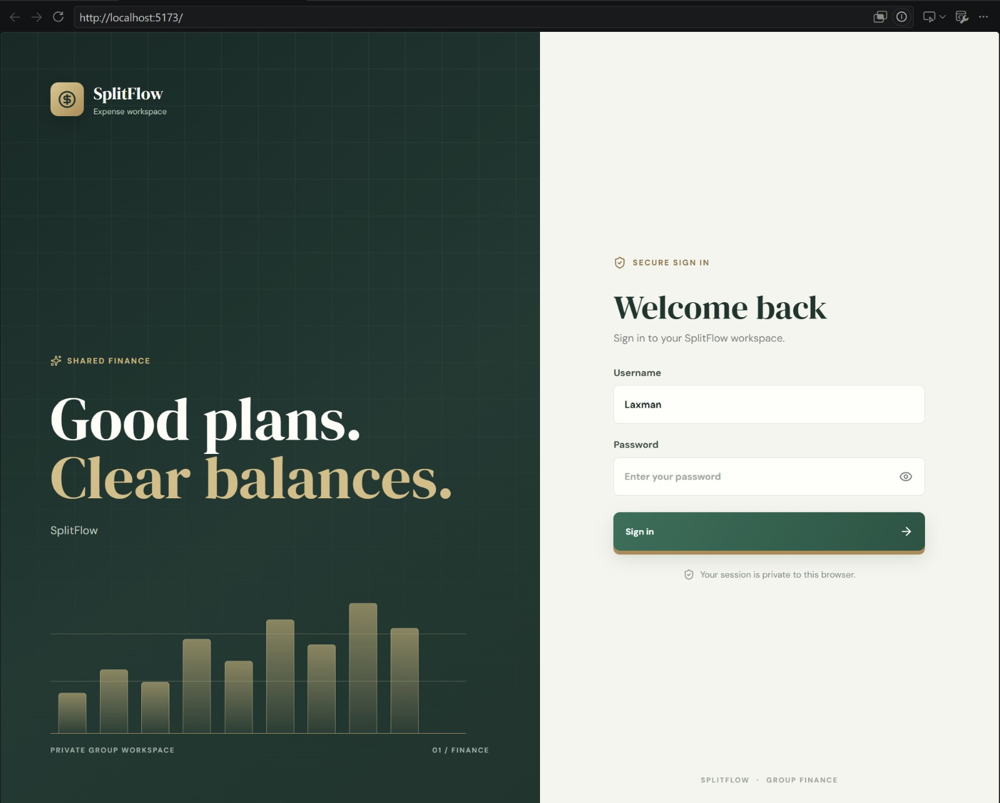 http://localhost:5173/
SplitFlow
Expense workspace
SHARED FINANCE
Good plans.
Clear balances.
SplitFlow
PRIVATE GROUP WORKSPACE
01 / FINANCE
SECURE SIGN IN
Welcome back
Sign in to your SplitFlow workspace.
Username
Laxman
Password
Enter your password
Sign in
Your session is private to this browser.
SPLITFLOW · GROUP FINANCE